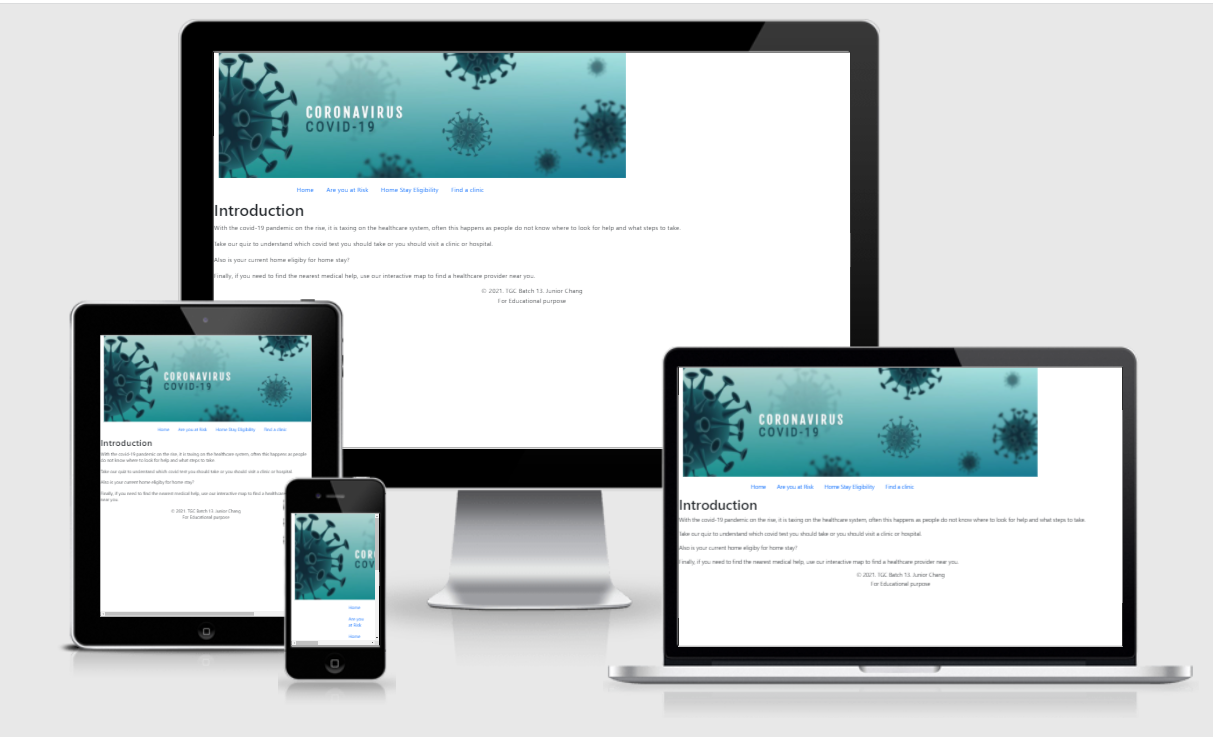 CORONAVIRUS
COVID-19
Home Are you at Risk Home Stay Eligibility Find a clinic
Introduction
With the covid-19 pandemic on the rise, it is taxing on the healthcare system, often this happens as people do not know where to look for help and what steps to take.
Take our quiz to understand which covid test you should take or you should visit a clinic or hospital.
Also is your current home eligiby for home stay?
Finally, if you need to find the nearest medical help, use our interactive map to find a healthcare provider near you.
© 2021. TGC Batch 13. Junior Chang
For Educational purpose
CORONAVIRUS
COVID-19
Home Are you at Risk Home Stay Eligibility Find a clinic
Introduction
With the covid-19 pandemic on the rise, it is taxing on the healthcare system, often this happens as people
do not know where to look for help and what steps to take.
Take our quiz to understand which covid test you should take or you should visit a clinic or hospital.
Also is your current home eligiby for home stay?
Finally, if you need to find the nearest medical help, use our interactive map to find a healthcare
near you.
© 2021. TGC Batch 13. Junior Chang
For Educational purpose
COR
COV
Home
Are you
at Risk
Home
CORONAVIRUS
COVID-19
Home Are you at Risk Home Stay Eligibility Find a clinic
Introduction
With the covid-19 pandemic on the rise, it is taxing on the healthcare system, often this happens as people do not know where to look for help and what steps to take.
Take our quiz to understand which covid test you should take or you should visit a clinic or hospital.
Also is your current home eligiby for home stay?
Finally, if you need to find the nearest medical help, use our interactive map to find a healthcare provider near you.
© 2021. TGC Batch 13. Junior Chang
For Educational purpose